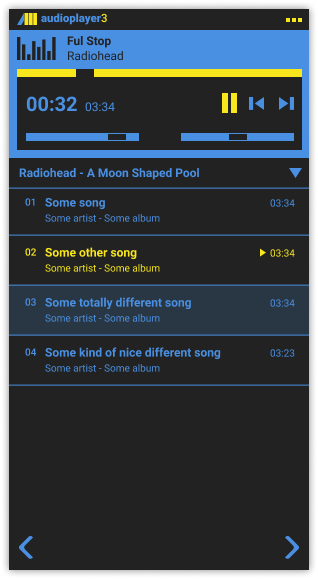 audioplayer3
Ful Stop
Radiohead
00:32 03:34
Radiohead - A Moon Shaped Pool
01 Some song 03:34
Some artist - Some album
02 Some other song 03:34
Some artist - Some album
03 Some totally different song 03:34
Some artist - Some album
04 Some kind of nice different song 03:23
Some artist - Some album